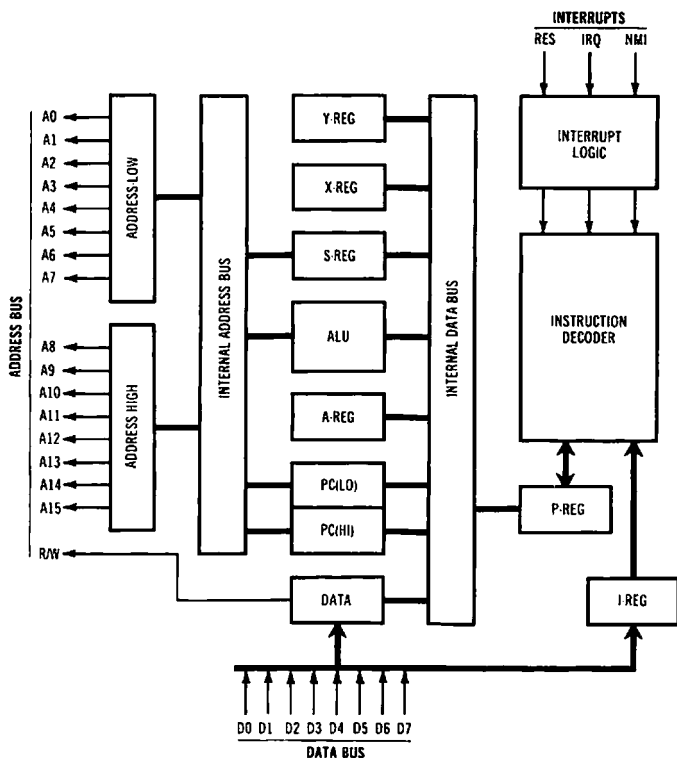 INTERRUPTS
RES IRQ NMI
INTERRUPT
LOGIC
INSTRUCTION
DECODER
P-REG
I-REG
ADDRESS BUS
A0
A1
A2
A3
A4
A5
A6
A7
A8
A9
A10
A11
A12
A13
A14
A15
R/W
ADDRESS-LOW
ADDRESS HIGH
INTERNAL ADDRESS BUS
Y-REG
X-REG
S-REG
ALU
A-REG
PC(LO)
PC(HI)
DATA
INTERNAL DATA BUS
D0 D1 D2 D3 D4 D5 D6 D7
DATA BUS